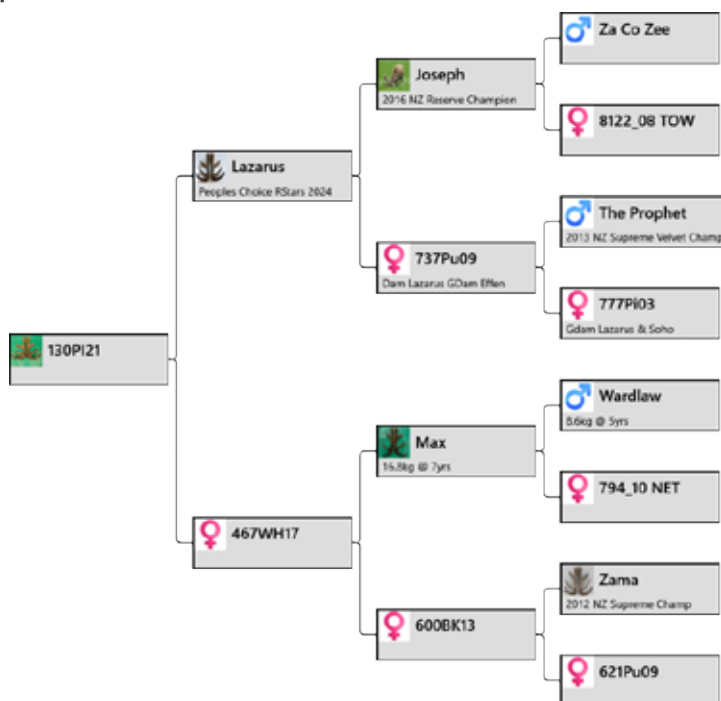 Za Co Zee
Joseph
2016 NZ Reserve Champion
8122_08 TOW
Lazarus
Peoples Choice RStars 2024
The Prophet
2013 NZ Supreme Velvet Champ
737Pu09
Dam Lazarus GDam Effen
777Pi03
Gdam Lazarus & Soho
130PI21
Wardlaw
8.6kg @ 5yrs
Max
16.8kg @ 7yrs
794_10 NET
467WH17
Zama
2012 NZ Supreme Champ
600BK13
621Pu09